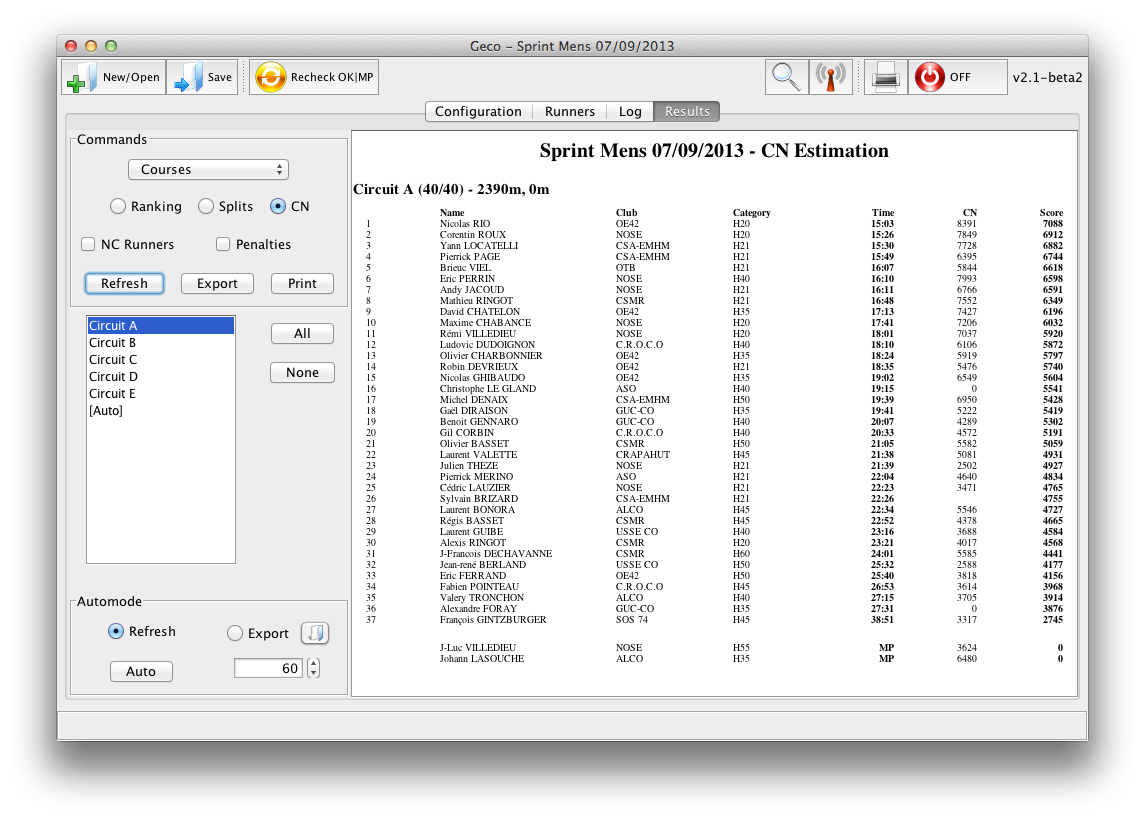 Geco – Sprint Mens 07/09/2013
New/Open Save Recheck OK|MP OFF v2.1-beta2
Configuration Runners Log Results
Commands
Courses
Ranking Splits CN
NC Runners Penalties
Refresh Export Print
Circuit A
Circuit B
Circuit C
Circuit D
Circuit E
[Auto]
All
None
Automode
Refresh Export
Auto 60
Sprint Mens 07/09/2013 - CN Estimation
Circuit A (40/40) - 2390m, 0m
Name Club Category Time CN Score
1 Nicolas RIO OE42 H20 15:03 8391 7088
2 Corentin ROUX NOSE H20 15:26 7849 6912
3 Yann LOCATELLI CSA-EMHM H21 15:30 7728 6882
4 Pierrick PAGE CSA-EMHM H21 15:49 6395 6744
5 Brieuc VIEL OTB H21 16:07 5844 6618
6 Eric PERRIN NOSE H40 16:10 7993 6598
7 Andy JACOUD NOSE H21 16:11 6766 6591
8 Mathieu RINGOT CSMR H21 16:48 7552 6349
9 David CHATELON OE42 H35 17:13 7427 6196
10 Maxime CHABANCE NOSE H20 17:41 7206 6032
11 Rémi VILLEDIEU NOSE H20 18:01 7037 5920
12 Ludovic DUDOIGNON C.R.O.C.O H40 18:10 6106 5872
13 Olivier CHARBONNIER OE42 H35 18:24 5919 5797
14 Robin DEVRIEUX OE42 H21 18:35 5476 5740
15 Nicolas GHIBAUDO OE42 H35 19:02 6549 5604
16 Christophe LE GLAND ASO H40 19:15 0 5541
17 Michel DENAIX CSA-EMHM H50 19:39 6950 5428
18 Gaël DIRAISON GUC-CO H35 19:41 5222 5419
19 Benoit GENNARO GUC-CO H40 20:07 4289 5302
20 Gil CORBIN C.R.O.C.O H40 20:33 4572 5191
21 Olivier BASSET CSMR H50 21:05 5582 5059
22 Laurent VALETTE CRAPAHUT H45 21:38 5081 4931
23 Julien THEZE NOSE H21 21:39 2502 4927
24 Pierrick MERINO ASO H21 22:04 4640 4834
25 Cédric LAUZIER NOSE H21 22:23 3471 4765
26 Sylvain BRIZARD CSA-EMHM H21 22:26 4755
27 Laurent BONORA ALCO H45 22:34 5546 4727
28 Régis BASSET CSMR H45 22:52 4378 4665
29 Laurent GUIBE USSE CO H40 23:16 3688 4584
30 Alexis RINGOT CSMR H20 23:21 4017 4568
31 J-Francois DECHAVANNE CSMR H60 24:01 5585 4441
32 Jean-rené BERLAND USSE CO H50 25:32 2588 4177
33 Eric FERRAND OE42 H50 25:40 3818 4156
34 Fabien POINTEAU C.R.O.C.O H45 26:53 3614 3968
35 Valery TRONCHON ALCO H40 27:15 3705 3914
36 Alexandre FORAY GUC-CO H35 27:31 0 3876
37 François GINTZBURGER SOS 74 H45 38:51 3317 2745
J-Luc VILLEDIEU NOSE H55 MP 3624 0
Johann LASOUCHE ALCO H35 MP 6480 0